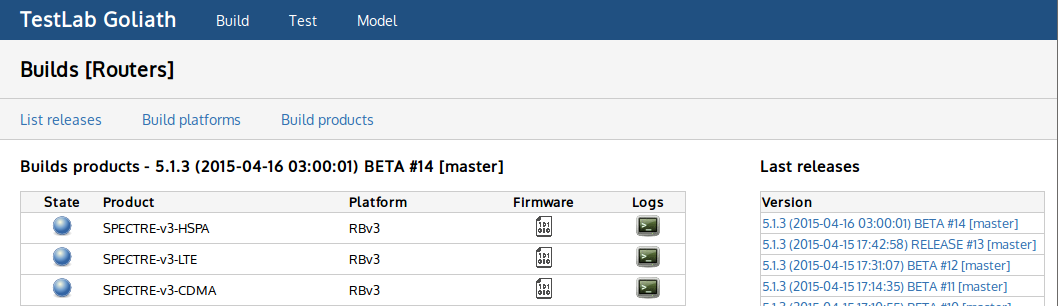 TestLab Goliath Build Test Model
Builds [Routers]
List releases Build platforms Build products
Builds products - 5.1.3 (2015-04-16 03:00:01) BETA #14 [master]
State Product Platform Firmware Logs
SPECTRE-v3-HSPA RBv3
SPECTRE-v3-LTE RBv3
SPECTRE-v3-CDMA RBv3
Last releases
Version
5.1.3 (2015-04-16 03:00:01) BETA #14 [master]
5.1.3 (2015-04-15 17:42:58) RELEASE #13 [master]
5.1.3 (2015-04-15 17:31:07) BETA #12 [master]
5.1.3 (2015-04-15 17:14:35) BETA #11 [master]